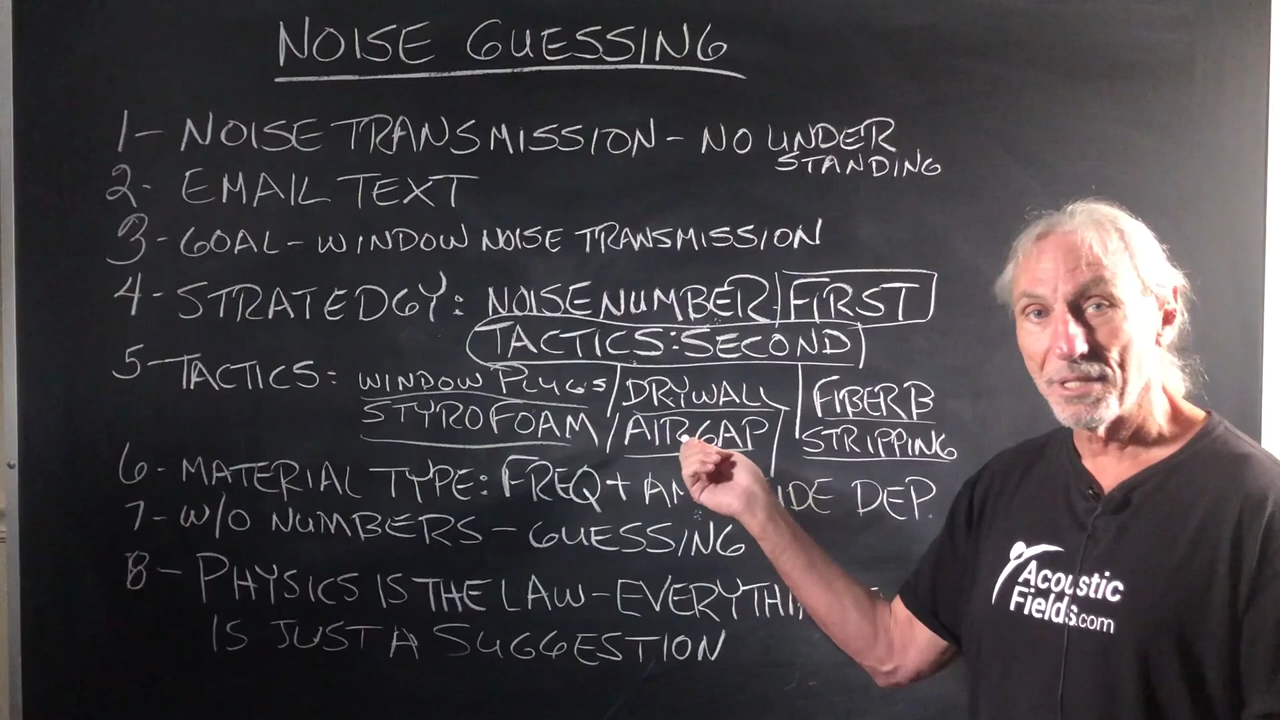 NOISE GUESSING
1- NOISE TRANSMISSION - NO UNDER
STANDING
2- EMAIL TEXT
3- GOAL - WINDOW NOISE TRANSMISSION
4- STRATEDGY: NOISE NUMBER FIRST
TACTICS: SECOND
5- TACTICS: WINDOW PLUGS / DRYWALL / FIBER B
STYROFOAM / AIRGAP / STRIPPING
6- MATERIAL TYPE: FREQ + DEP.
7- W/O NUMBERS - GUESSING
8- PHYSICS IS THE LAW -
IS JUST A SUGGESTION
Acoustic
Fields.com